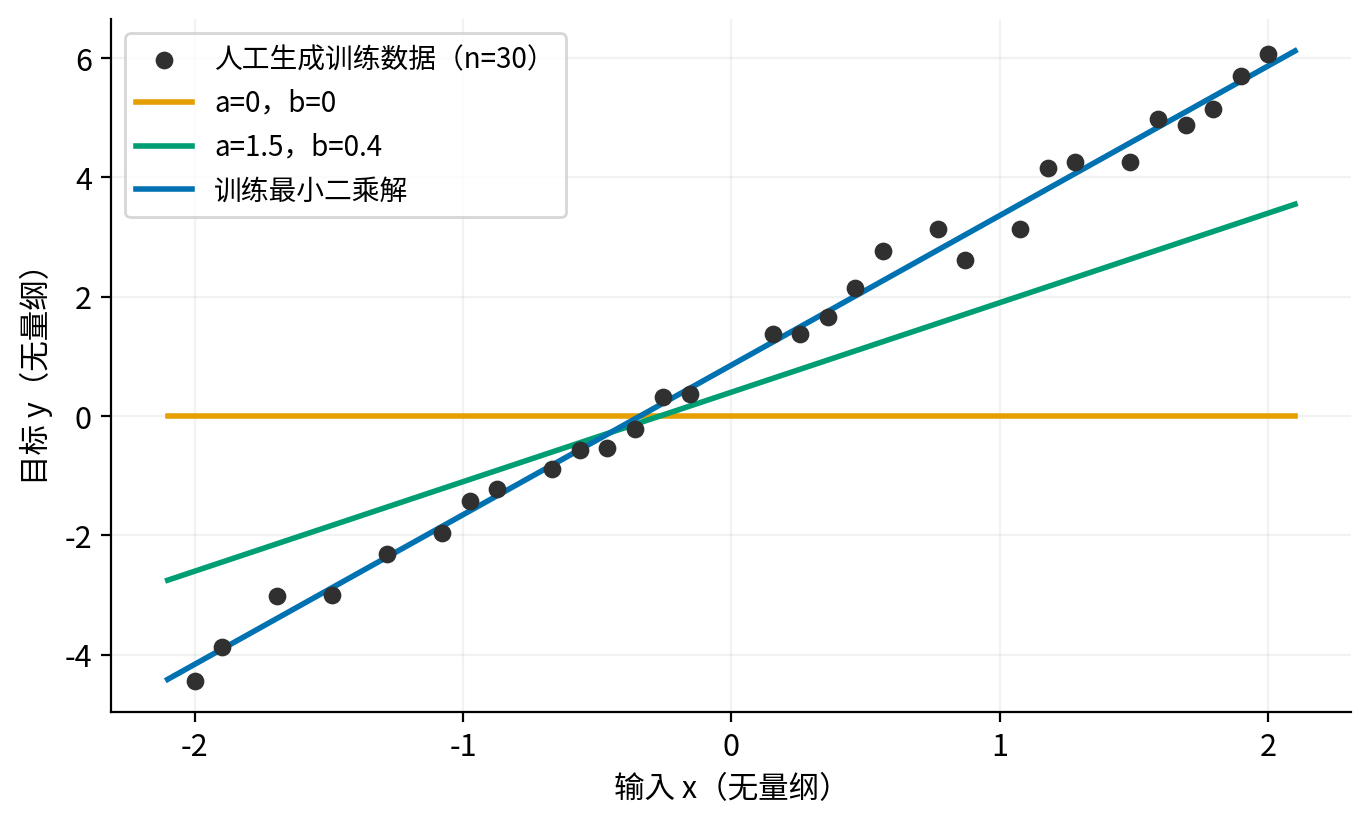 人工生成训练数据（n=30）
a=0，b=0
a=1.5，b=0.4
训练最小二乘解
目标 y（无量纲）
6
4
2
0
-2
-4
-2
-1
0
1
2
输入 x（无量纲）